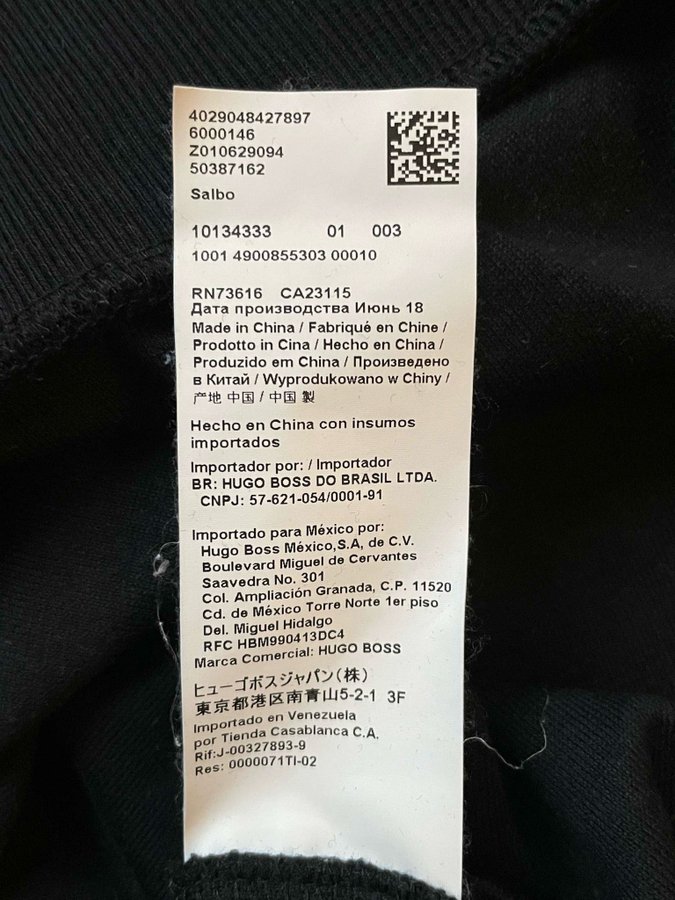 4029048427897
6000146
Z010629094
50387162
Salbo
10134333 01 003
1001 4900855303 00010
RN73616 CA23115
Дата производства Июнь 18
Made in China / Fabriqué en Chine /
Prodotto in Cina / Hecho en China /
Produzido em China / Произведено
в Китай / Wyprodukowano w Chiny /
产地 中国 / 中国 製
Hecho en China con insumos
importados
Importador por: / Importador
BR: HUGO BOSS DO BRASIL LTDA.
CNPJ: 57-621-054/0001-91
Importado para México por:
Hugo Boss México,S.A, de C.V.
Boulevard Miguel de Cervantes
Saavedra No. 301
Col. Ampliación Granada, C.P. 11520
Cd. de México Torre Norte 1er piso
Del. Miguel Hidalgo
RFC HBM990413DC4
Marca Comercial: HUGO BOSS
ヒューゴボスジャパン(株)
東京都港区南青山5-2-1 3F
Importado en Venezuela
por Tienda Casablanca C.A.
Rif:J-00327893-9
Res: 0000071TI-02